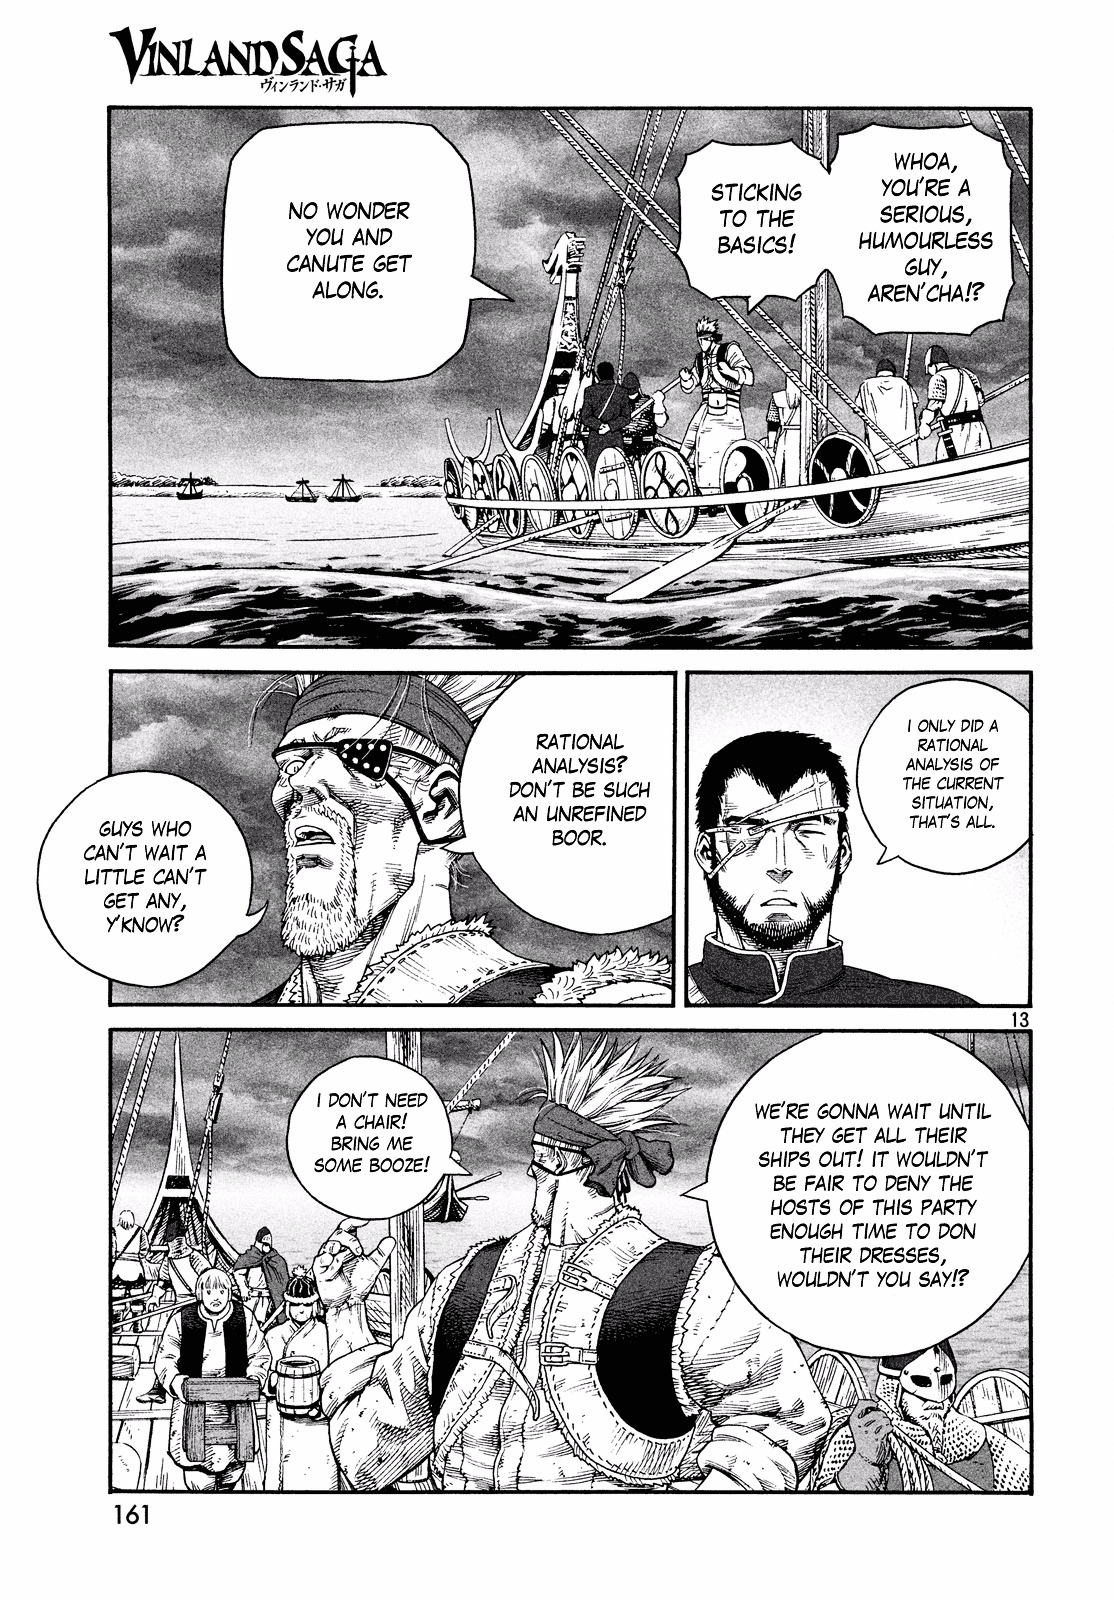 VINLAND SAGA
ヴィンランド・サガ
WHOA,
YOU'RE A
SERIOUS,
HUMOURLESS
GUY,
AREN'CHA!?
STICKING
TO THE
BASICS!
NO WONDER
YOU AND
CANUTE GET
ALONG.
I ONLY DID A
RATIONAL
ANALYSIS OF
THE CURRENT
SITUATION,
THAT'S ALL.
RATIONAL
ANALYSIS?
DON'T BE SUCH
AN UNREFINED
BOOR.
GUYS WHO
CAN'T WAIT A
LITTLE CAN'T
GET ANY,
Y'KNOW?
13
WE'RE GONNA WAIT UNTIL
THEY GET ALL THEIR
SHIPS OUT! IT WOULDN'T
BE FAIR TO DENY THE
HOSTS OF THIS PARTY
ENOUGH TIME TO DON
THEIR DRESSES,
WOULDN'T YOU SAY!?
I DON'T NEED
A CHAIR!
BRING ME
SOME BOOZE!
161